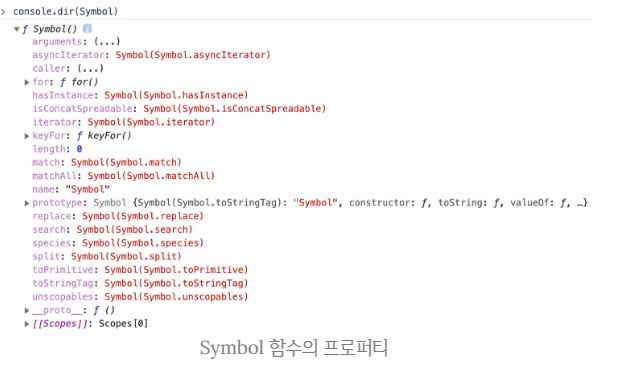 > console.dir(Symbol)
▼ƒ Symbol() i
arguments: (...)
asyncIterator: Symbol(Symbol.asyncIterator)
caller: (...)
▶for: ƒ for()
hasInstance: Symbol(Symbol.hasInstance)
isConcatSpreadable: Symbol(Symbol.isConcatSpreadable)
iterator: Symbol(Symbol.iterator)
▶keyFor: ƒ keyFor()
length: 0
match: Symbol(Symbol.match)
matchAll: Symbol(Symbol.matchAll)
name: "Symbol"
▶prototype: Symbol {Symbol(Symbol.toStringTag): "Symbol", constructor: ƒ, toString: ƒ, valueOf: ƒ, …}
replace: Symbol(Symbol.replace)
search: Symbol(Symbol.search)
species: Symbol(Symbol.species)
split: Symbol(Symbol.split)
toPrimitive: Symbol(Symbol.toPrimitive)
toStringTag: Symbol(Symbol.toStringTag)
unscopables: Symbol(Symbol.unscopables)
▶__proto__: ƒ ()
▶[[Scopes]]: Scopes[0]
Symbol 함수의 프로퍼티